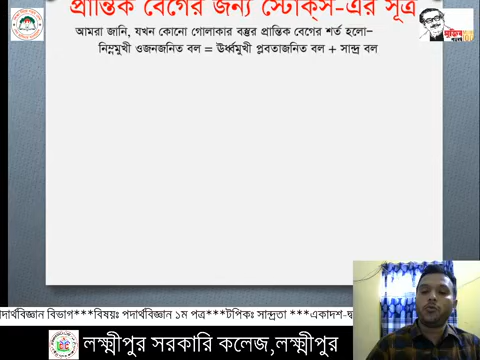 প্রান্তিক বেগের জন্য স্টোক্স-এর সূত্র
আমরা জানি, যখন কোনো গোলাকার বস্তুর প্রান্তিক বেগের শর্ত হলো–
নিম্নমুখী ওজনজনিত বল = ঊর্ধ্বমুখী প্লবতাজনিত বল + সান্দ্র বল
দার্থবিজ্ঞান বিভাগ***বিষয়ঃ পদার্থবিজ্ঞান ১ম পত্র***টপিকঃ সান্দ্রতা ***একাদশ-দ্ব
লক্ষ্মীপুর সরকারি কলেজ,লক্ষ্মীপুর